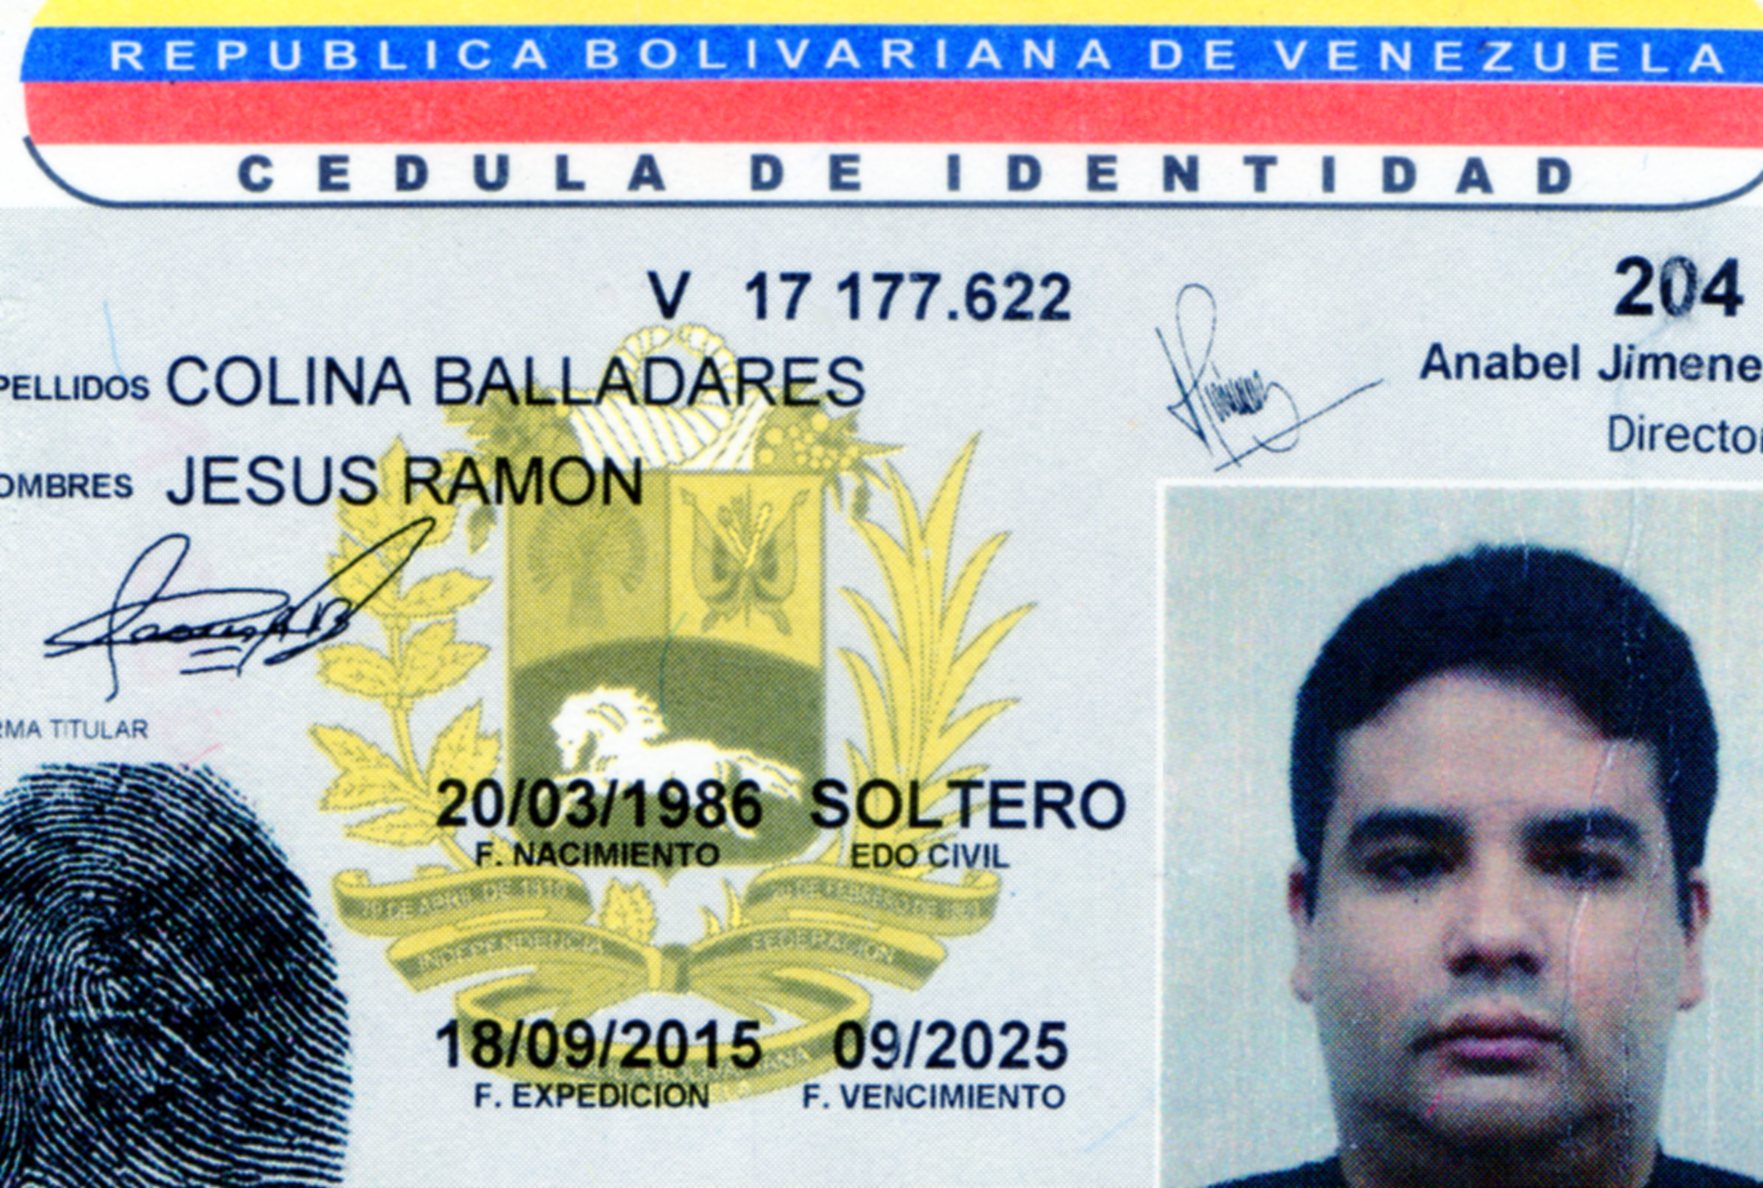 REPUBLICA BOLIVARIANA DE VENEZUELA
CEDULA DE IDENTIDAD
V 17 177.622
204
Anabel Jimene
Director
PELLIDOS COLINA BALLADARES
OMBRES JESUS RAMON
RMA TITULAR
20/03/1986 SOLTERO
F. NACIMIENTO EDO CIVIL
19 DE ABRIL DE 1810 20 DE FEBRERO DE 1859
INDEPENDENCIA FEDERACION
18/09/2015 09/2025
F. EXPEDICION F. VENCIMIENTO